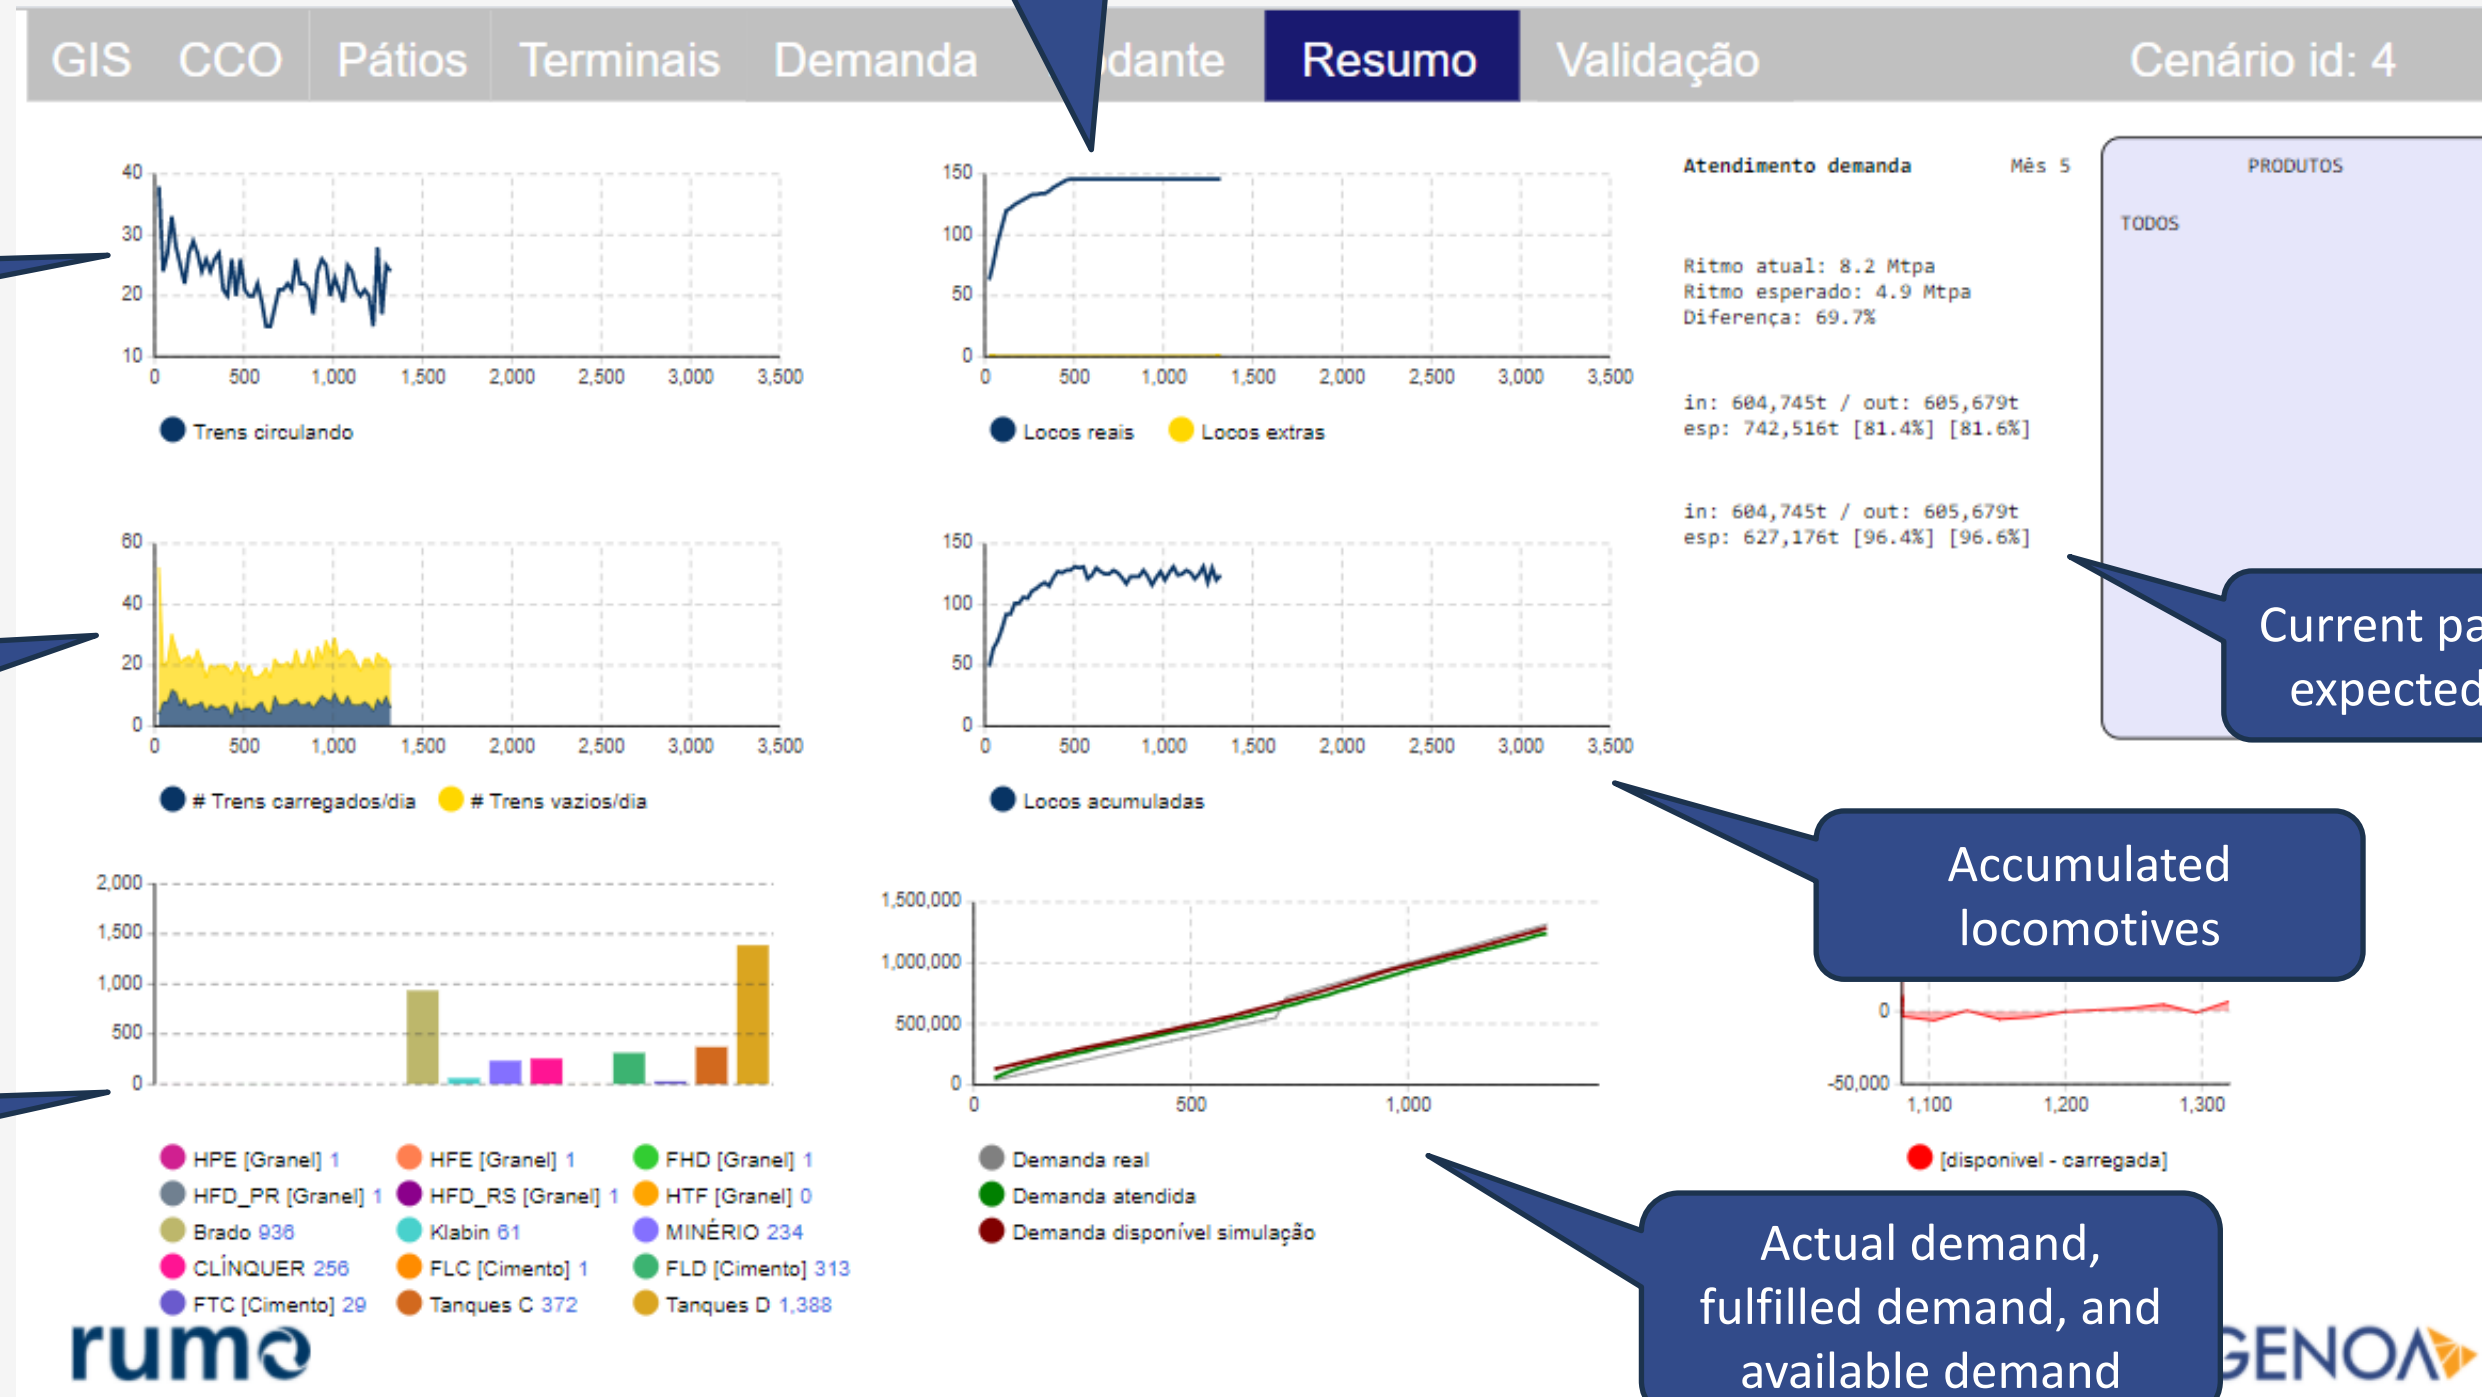 GIS CCO Pátios Terminais Demanda dante Resumo Validação Cenário id: 4
40
30
20
10
0 500 1,000 1,500 2,000 2,500 3,000 3,500
Trens circulando
150
100
50
0
0 500 1,000 1,500 2,000 2,500 3,000 3,500
Locos reais Locos extras
Atendimento demanda Mês 5
Ritmo atual: 8.2 Mtpa
Ritmo esperado: 4.9 Mtpa
Diferença: 69.7%
in: 604,745t / out: 605,679t
esp: 742,516t [81.4%] [81.6%]
in: 604,745t / out: 605,679t
esp: 627,176t [96.4%] [96.6%]
PRODUTOS
TODOS
Current pa
expected
60
40
20
0
0 500 1,000 1,500 2,000 2,500 3,000 3,500
# Trens carregados/dia # Trens vazios/dia
150
100
50
0
0 500 1,000 1,500 2,000 2,500 3,000 3,500
Locos acumuladas
Accumulated
locomotives
2,000
1,500
1,000
500
0
HPE [Granel] 1 HFE [Granel] 1 FHD [Granel] 1
HFD_PR [Granel] 1 HFD_RS [Granel] 1 HTF [Granel] 0
Brado 936 Klabin 61 MINÉRIO 234
CLÍNQUER 256 FLC [Cimento] 1 FLD [Cimento] 313
FTC [Cimento] 29 Tanques C 372 Tanques D 1,388
1,500,000
1,000,000
500,000
0
0 500 1,000
Demanda real
Demanda atendida
Demanda disponível simulação
0
-50,000
1,100 1,200 1,300
[disponivel - carregada]
Actual demand,
fulfilled demand, and
available demand
rumo
GENOA